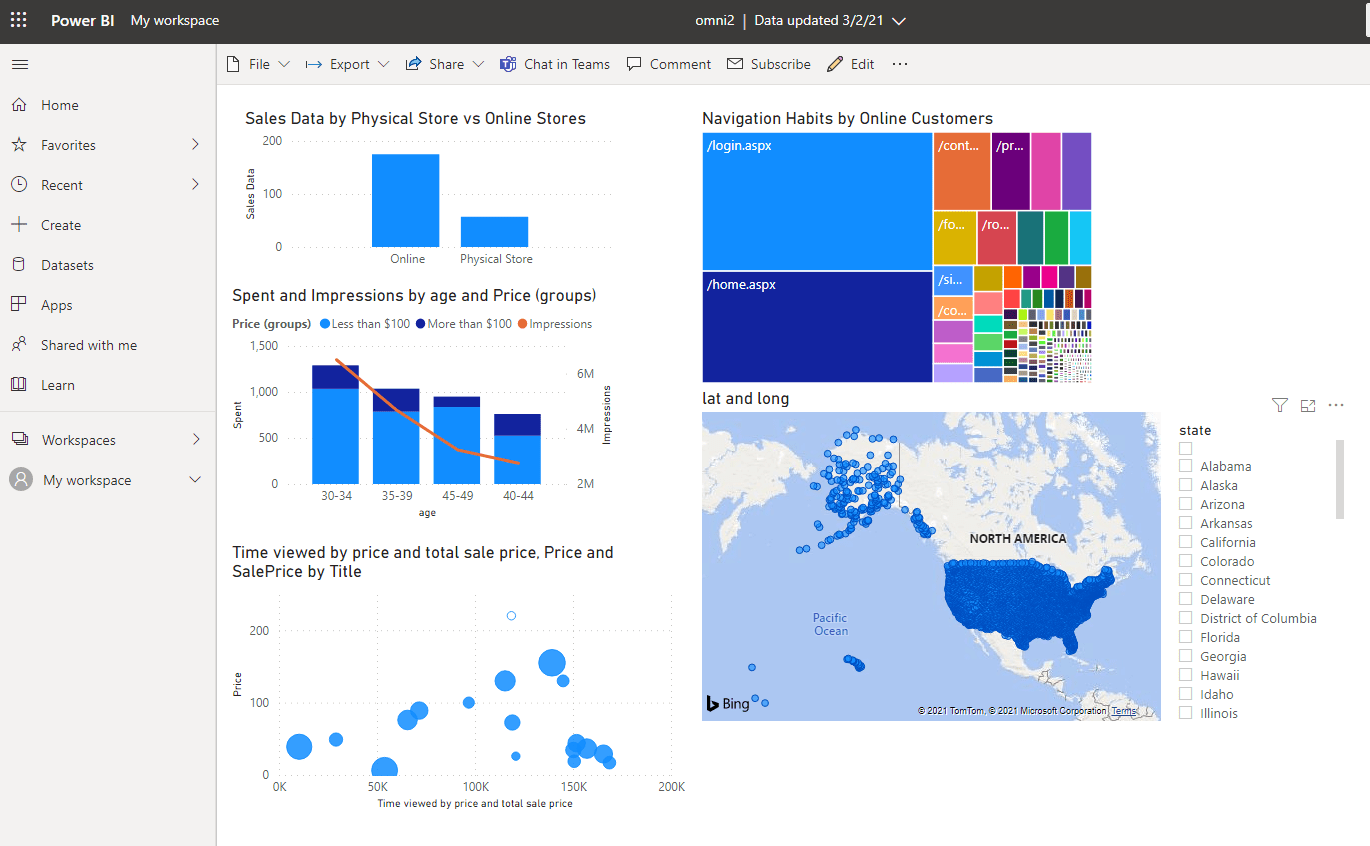 Power BI My workspace
omni2 | Data updated 3/2/21
File Export Share Chat in Teams Comment Subscribe Edit ...
Home
Favorites
Recent
Create
Datasets
Apps
Shared with me
Learn
Workspaces
My workspace
Sales Data by Physical Store vs Online Stores
200
100
0
Sales Data
Online Physical Store
Spent and Impressions by age and Price (groups)
Price (groups) Less than $100 More than $100 Impressions
1,500
1,000
500
0
Spent
6M
4M
2M
Impressions
30-34 35-39 45-49 40-44
age
Time viewed by price and total sale price, Price and
SalePrice by Title
200
100
0
Price
0K 50K 100K 150K 200K
Time viewed by price and total sale price
Navigation Habits by Online Customers
/login.aspx
/home.aspx
/cont...
/pr...
/fo...
/ro...
/si...
/co...
lat and long
NORTH AMERICA
Pacific
Ocean
Bing
© 2021 TomTom, © 2021 Microsoft Corporation Terms
state
Alabama
Alaska
Arizona
Arkansas
California
Colorado
Connecticut
Delaware
District of Columbia
Florida
Georgia
Hawaii
Idaho
Illinois